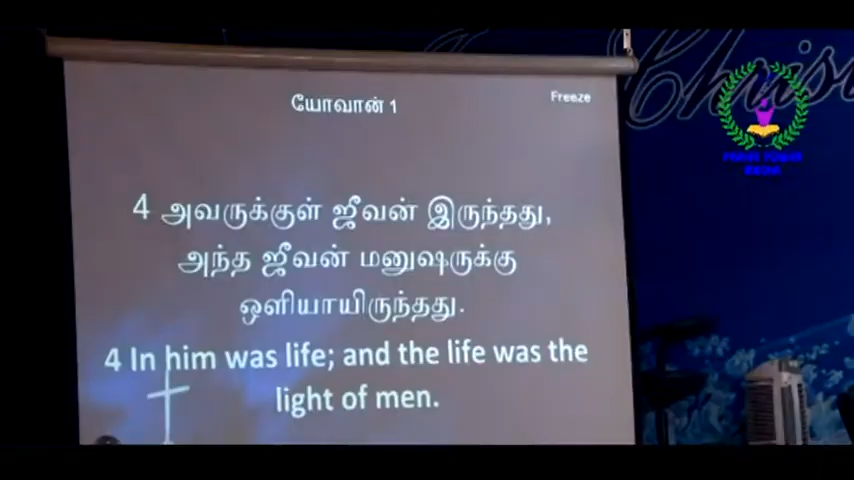 யோவான் 1
Freeze
Christ
4 அவருக்குள் ஜீவன் இருந்தது,
அந்த ஜீவன் மனுஷருக்கு
ஒளியாயிருந்தது.
4 In him was life; and the life was the
light of men.